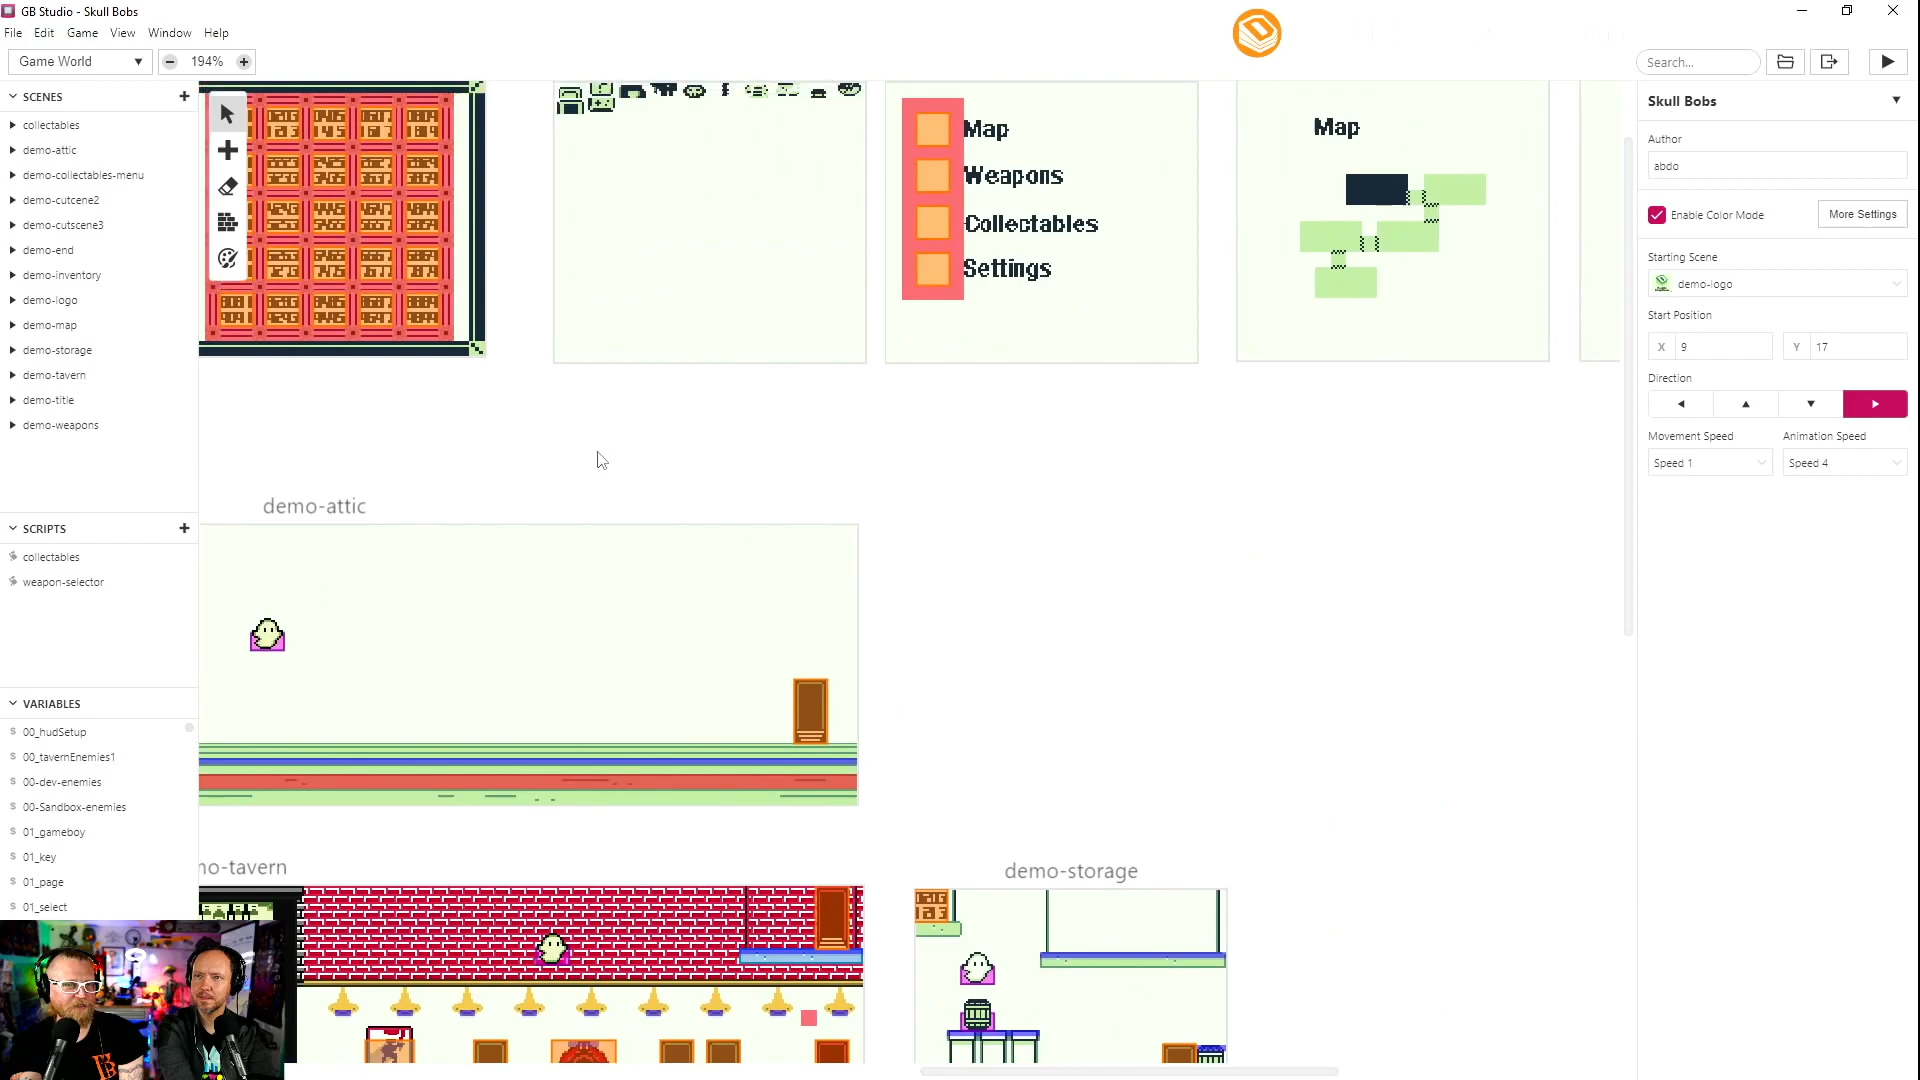 GB Studio - Skull Bobs
File Edit Game View Window Help
Game World
194%
Search...
SCENES
collectables
demo-attic
demo-collectables-menu
demo-cutcene2
demo-cutscene3
demo-end
demo-inventory
demo-logo
demo-map
demo-storage
demo-tavern
demo-title
demo-weapons
SCRIPTS
collectables
weapon-selector
VARIABLES
00_hudSetup
00_tavernEnemies1
00-dev-enemies
00-Sandbox-enemies
01_gameboy
01_key
01_page
01_select
Map
Weapons
Collectables
Settings
Map
demo-attic
mo-tavern
demo-storage
Skull Bobs
Author
abdo
Enable Color Mode
More Settings
Starting Scene
demo-logo
Start Position
X 9
Y 17
Direction
Movement Speed
Animation Speed
Speed 1
Speed 4